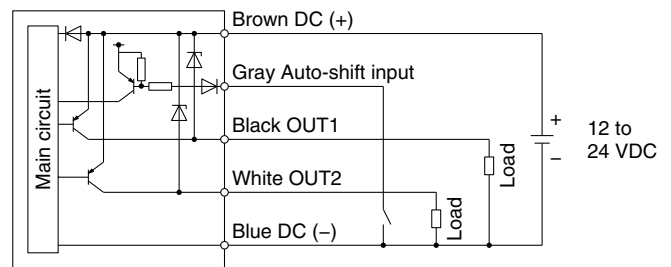 Brown DC (+)
Gray Auto-shift input
Black OUT1
White OUT2
Blue DC (−)
Main circuit
Load
Load
+
−
12 to
24 VDC